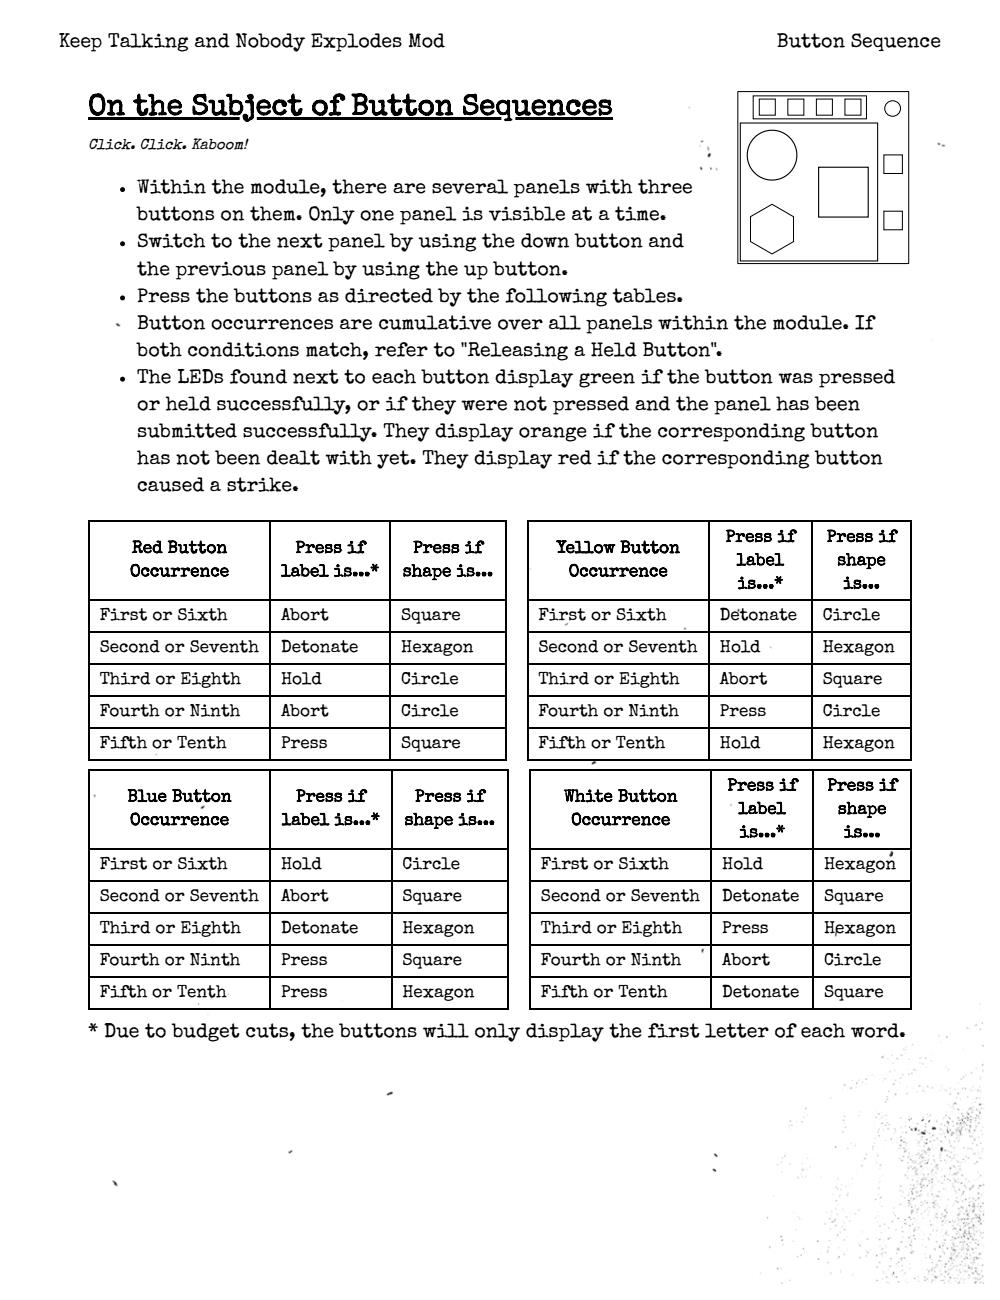 Keep Talking and Nobody Explodes Mod Button Sequence
On the Subject of Button Sequences
Click. Click. Kaboom!
• Within the module, there are several panels with three
buttons on them. Only one panel is visible at a time.
• Switch to the next panel by using the down button and
the previous panel by using the up button.
• Press the buttons as directed by the following tables.
Button occurrences are cumulative over all panels within the module. If
both conditions match, refer to "Releasing a Held Button".
• The LEDs found next to each button display green if the button was pressed
or held successfully, or if they were not pressed and the panel has been
submitted successfully. They display orange if the corresponding button
has not been dealt with yet. They display red if the corresponding button
caused a strike.
Red Button Occurrence Press if label is...* Press if shape is...
First or Sixth Abort Square
Second or Seventh Detonate Hexagon
Third or Eighth Hold Circle
Fourth or Ninth Abort Circle
Fifth or Tenth Press Square
Yellow Button Occurrence Press if label is...* Press if shape is...
First or Sixth Detonate Circle
Second or Seventh Hold Hexagon
Third or Eighth Abort Square
Fourth or Ninth Press Circle
Fifth or Tenth Hold Hexagon
Blue Button Occurrence Press if label is...* Press if shape is...
First or Sixth Hold Circle
Second or Seventh Abort Square
Third or Eighth Detonate Hexagon
Fourth or Ninth Press Square
Fifth or Tenth Press Hexagon
White Button Occurrence Press if label is...* Press if shape is...
First or Sixth Hold Hexagon
Second or Seventh Detonate Square
Third or Eighth Press Hexagon
Fourth or Ninth Abort Circle
Fifth or Tenth Detonate Square
* Due to budget cuts, the buttons will only display the first letter of each word.